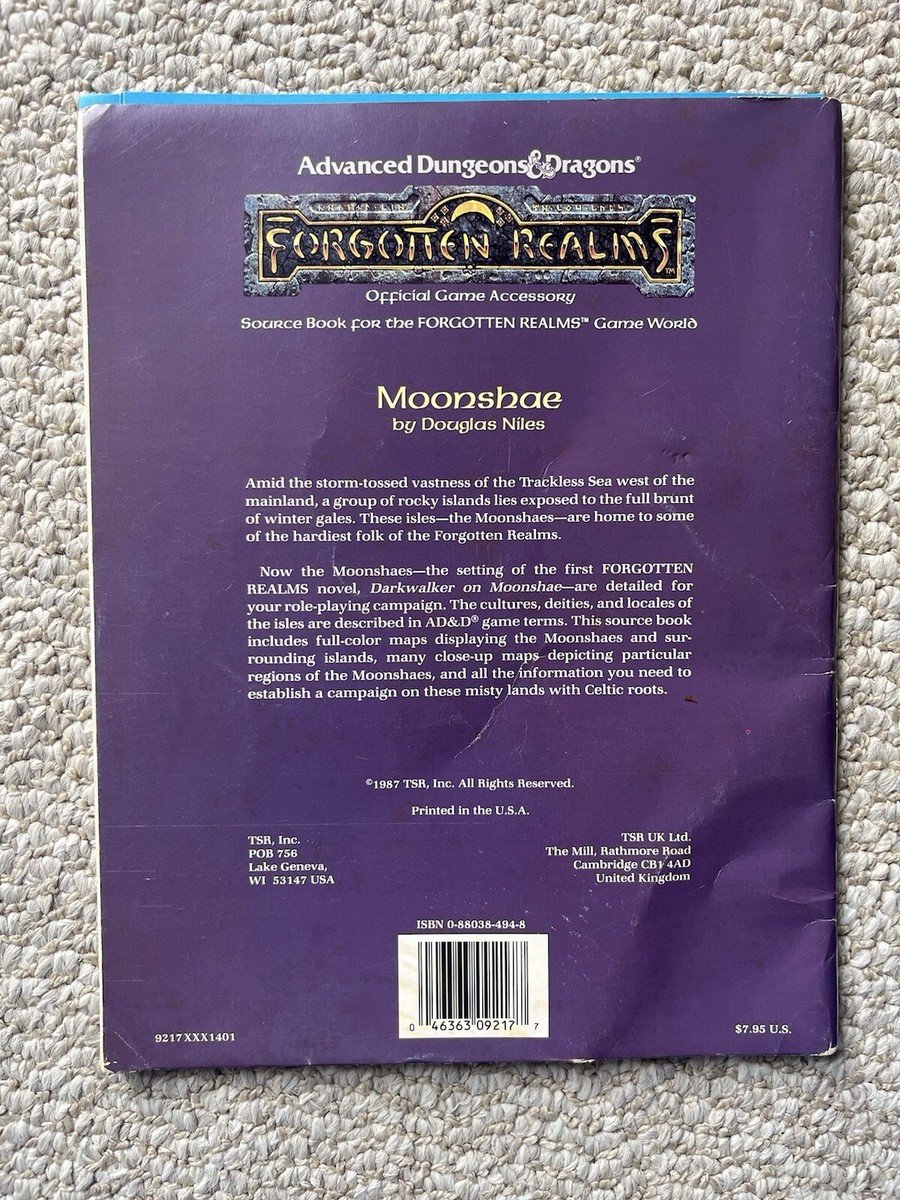 Advanced Dungeons & Dragons®
FORGOTTEN REALMS™
Official Game Accessory
Source Book for the FORGOTTEN REALMS™ Game World
Moonshae
by Douglas Niles
Amid the storm-tossed vastness of the Trackless Sea west of the
mainland, a group of rocky islands lies exposed to the full brunt
of winter gales. These isles—the Moonshaes—are home to some
of the hardiest folk of the Forgotten Realms.
Now the Moonshaes—the setting of the first FORGOTTEN
REALMS novel, Darkwalker on Moonshae—are detailed for
your role-playing campaign. The cultures, deities, and locales of
the isles are described in AD&D® game terms. This source book
includes full-color maps displaying the Moonshaes and sur-
rounding islands, many close-up maps depicting particular
regions of the Moonshaes, and all the information you need to
establish a campaign on these misty lands with Celtic roots.
©1987 TSR, Inc. All Rights Reserved.
Printed in the U.S.A.
TSR, Inc.
POB 756
Lake Geneva,
WI 53147 USA
TSR UK Ltd.
The Mill, Rathmore Road
Cambridge CB1 4AD
United Kingdom
ISBN 0-88038-494-8
0 46363 09217 7
9217XXX1401
$7.95 U.S.